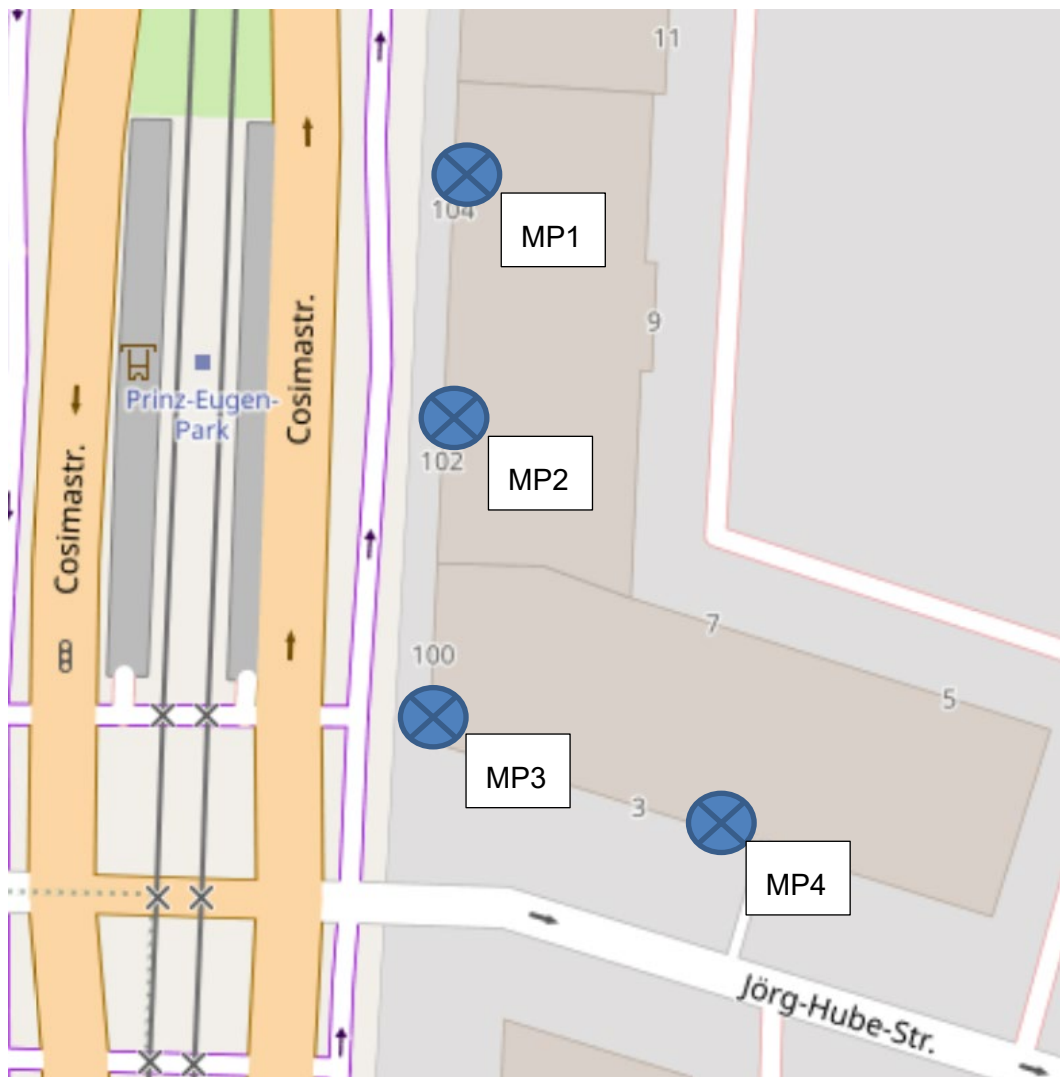 11
104
MP1
Cosimastr.
9
Prinz-Eugen-
Park
102
MP2
Cosimastr.
7
100
5
MP3
3
MP4
Jörg-Hube-Str.